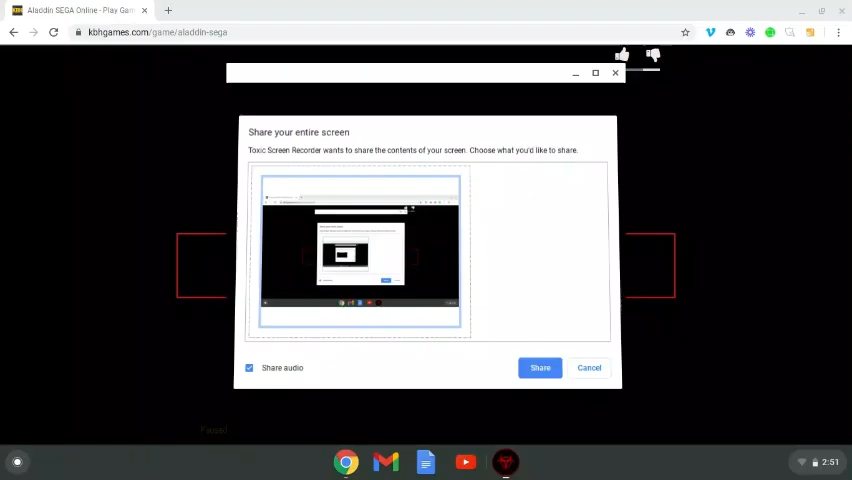 Aladdin SEGA Online - Play Gam
kbhgames.com/game/aladdin-sega
Share your entire screen
Toxic Screen Recorder wants to share the contents of your screen. Choose what you'd like to share.
Share audio
Share
Cancel
Paused
2:51